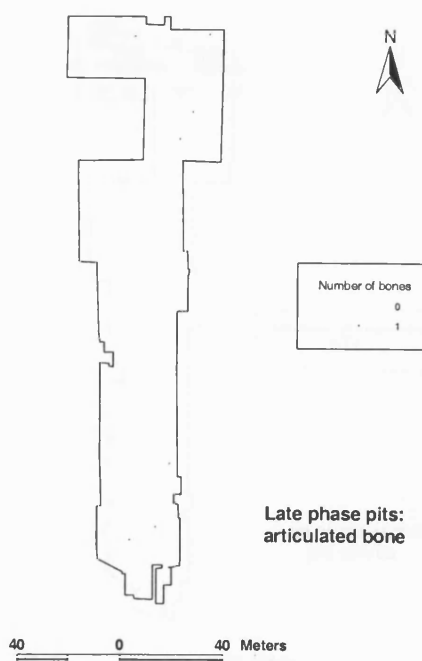 N
Number of bones
0
1
Late phase pits:
articulated bone
40 0 40 Meters